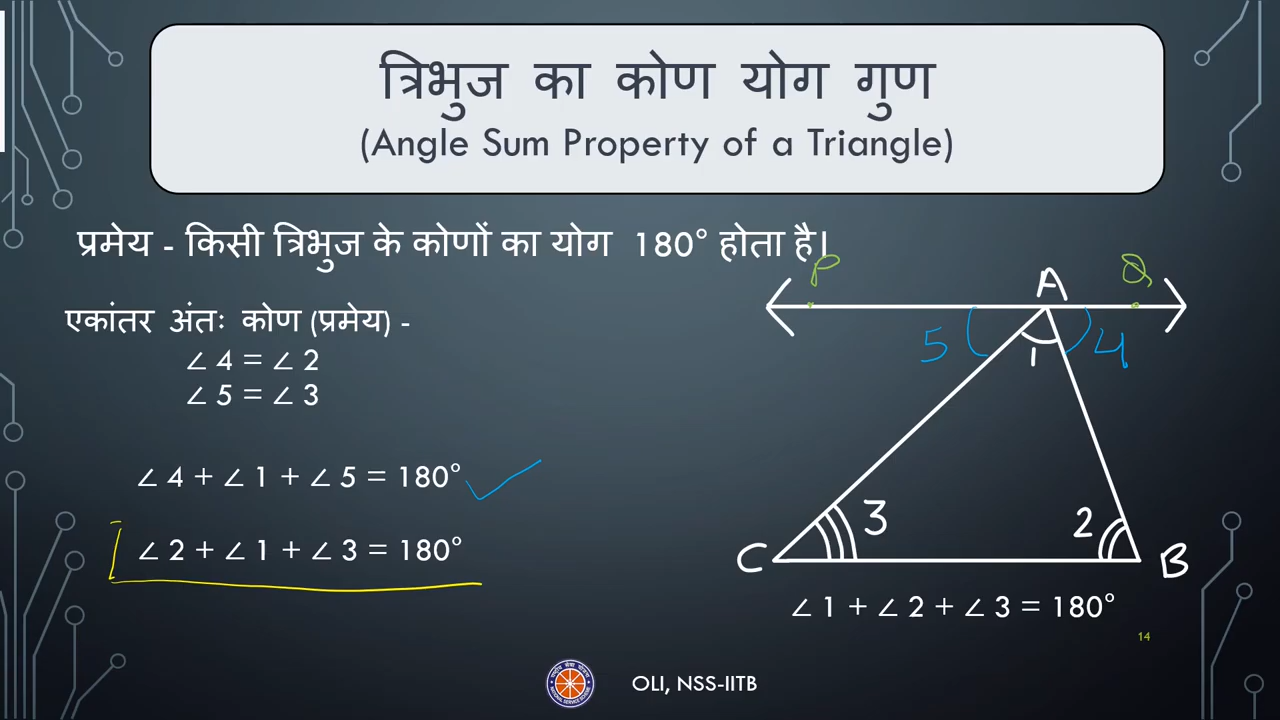 त्रिभुज का कोण योग गुण
(Angle Sum Property of a Triangle)
प्रमेय - किसी त्रिभुज के कोणों का योग 180° होता है।
एकांतर अंतः कोण (प्रमेय) -
∠ 4 = ∠ 2
∠ 5 = ∠ 3
∠ 4 + ∠ 1 + ∠ 5 = 180°
∠ 2 + ∠ 1 + ∠ 3 = 180°
P A Q
5 1 4
3 2
C B
∠ 1 + ∠ 2 + ∠ 3 = 180°
14
OLI, NSS-IITB